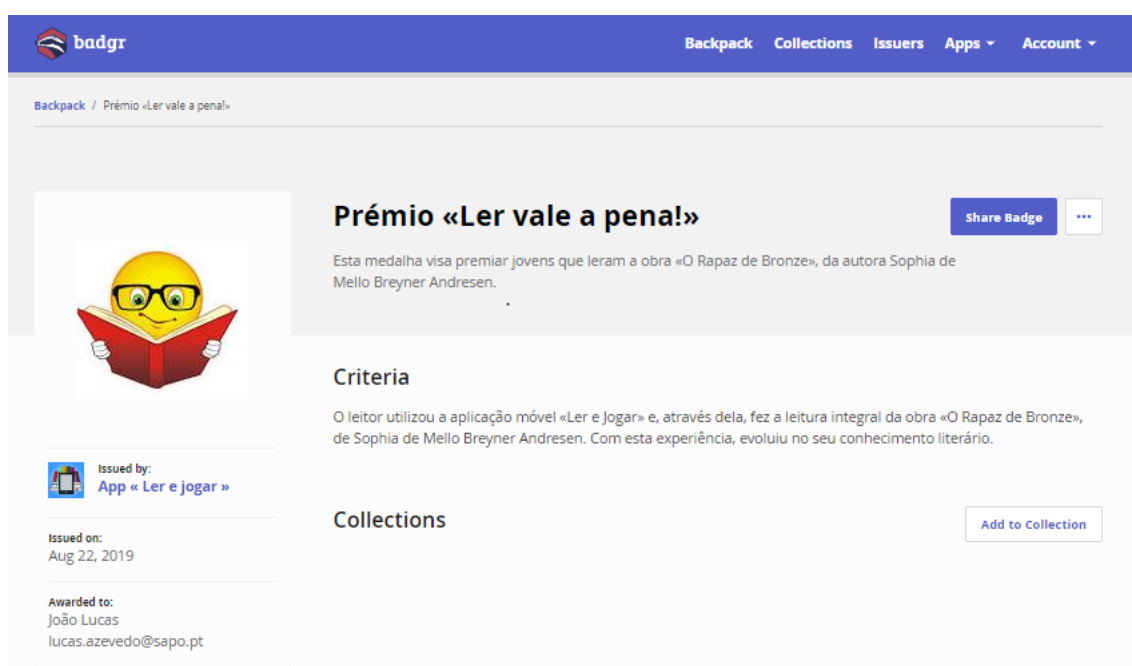 badgr
Backpack Collections Issuers Apps Account
Backpack / Prémio «Ler vale a pena!»
Prémio «Ler vale a pena!»
Share Badge ...
Esta medalha visa premiar jovens que leram a obra «O Rapaz de Bronze», da autora Sophia de
Mello Breyner Andresen.
Criteria
O leitor utilizou a aplicação móvel «Ler e Jogar» e, através dela, fez a leitura integral da obra «O Rapaz de Bronze»,
de Sophia de Mello Breyner Andresen. Com esta experiência, evoluiu no seu conhecimento literário.
Issued by:
App « Ler e jogar »
Collections
Add to Collection
Issued on:
Aug 22, 2019
Awarded to:
João Lucas
lucas.azevedo@sapo.pt